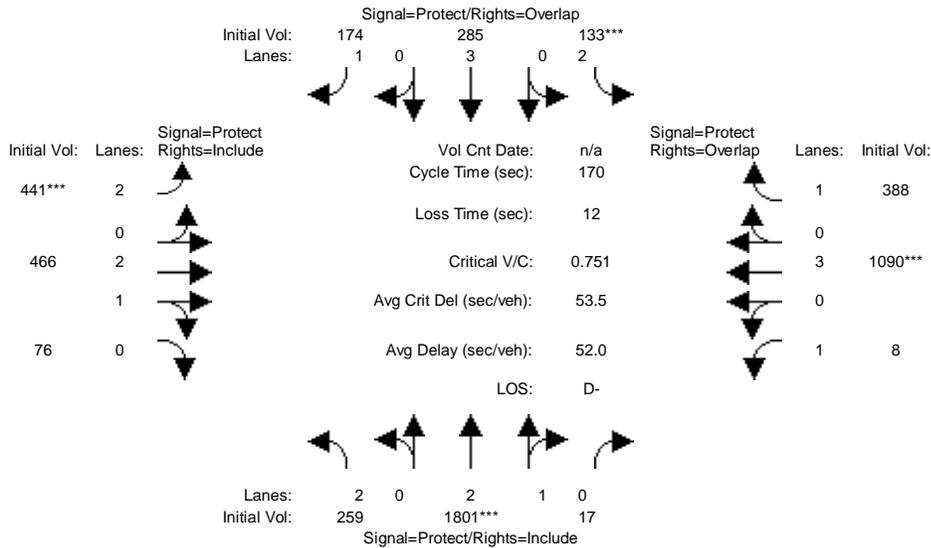 Signal=Protect/Rights=Overlap
Initial Vol: 174 285 133***
Lanes: 1 0 3 0 2
Signal=Protect
Initial Vol: Lanes: Rights=Include
441*** 2
0
466 2
1
76 0
Vol Cnt Date: n/a
Cycle Time (sec): 170
Loss Time (sec): 12
Critical V/C: 0.751
Avg Crit Del (sec/veh): 53.5
Avg Delay (sec/veh): 52.0
LOS: D-
Signal=Protect
Rights=Overlap Lanes: Initial Vol:
1 388
0
3 1090***
0
1 8
Lanes: 2 0 2 1 0
Initial Vol: 259 1801*** 17
Signal=Protect/Rights=Include